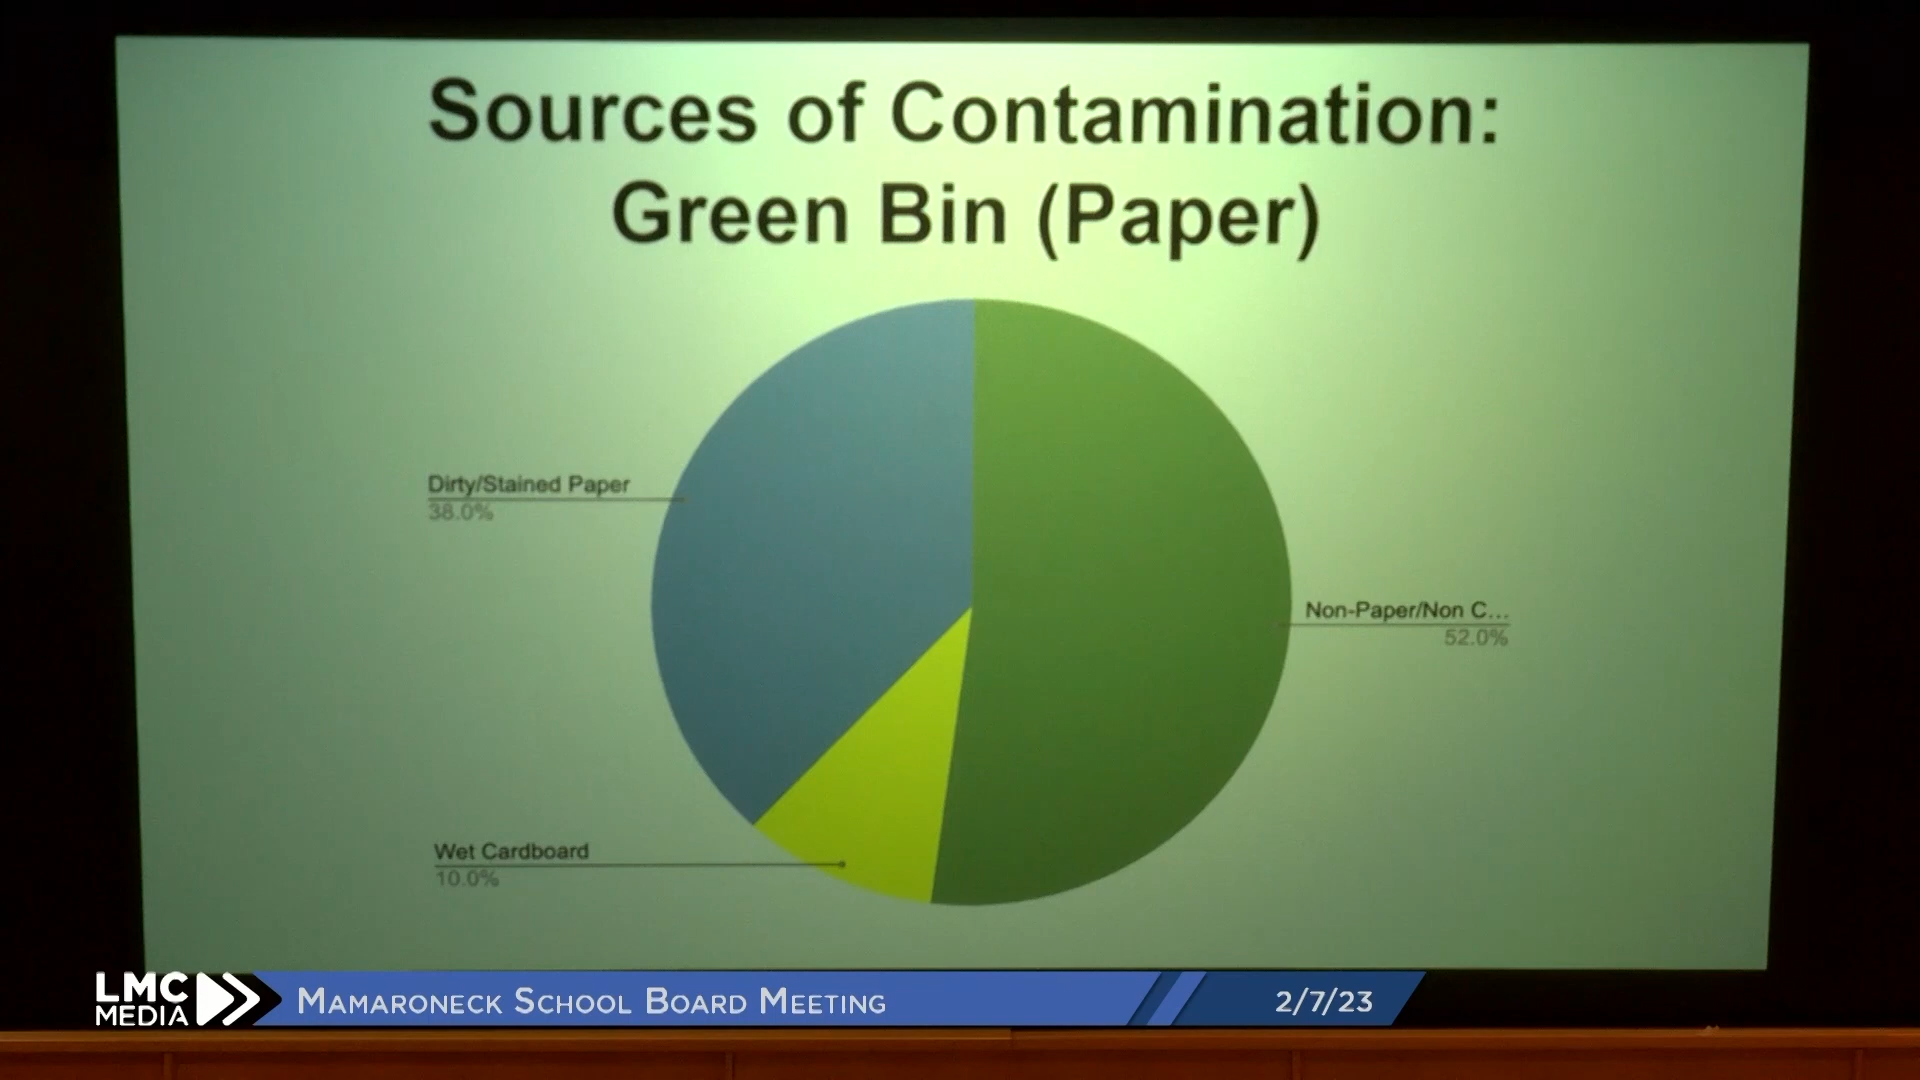 Sources of Contamination:
Green Bin (Paper)
Dirty/Stained Paper
38.0%
Non-Paper/Non C...
52.0%
Wet Cardboard
10.0%
LMC
MEDIA
Mamaroneck School Board Meeting
2/7/23